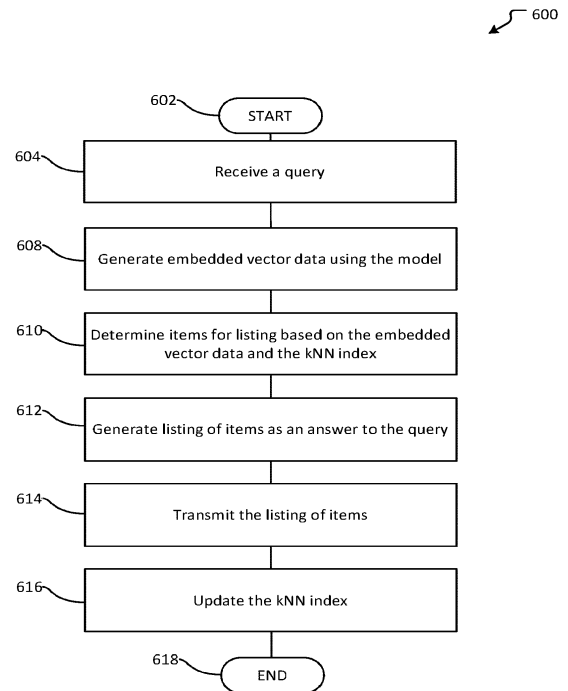 600
602
START
604
Receive a query
608
Generate embedded vector data using the model
610
Determine items for listing based on the embedded
vector data and the kNN index
612
Generate listing of items as an answer to the query
614
Transmit the listing of items
616
Update the kNN index
618
END